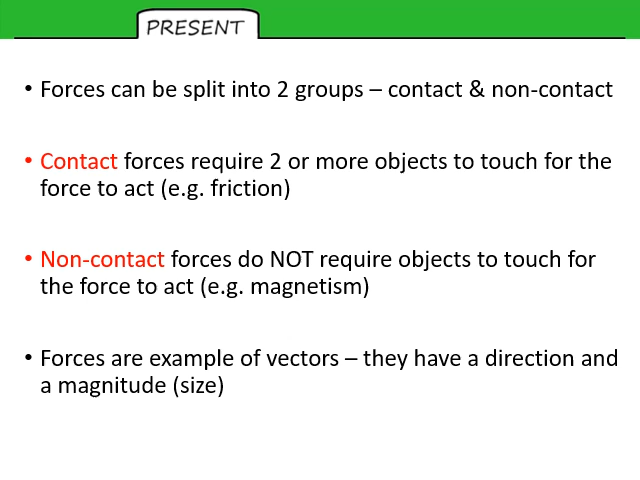 PRESENT
• Forces can be split into 2 groups – contact & non-contact
• Contact forces require 2 or more objects to touch for the
force to act (e.g. friction)
• Non-contact forces do NOT require objects to touch for
the force to act (e.g. magnetism)
• Forces are example of vectors – they have a direction and
a magnitude (size)